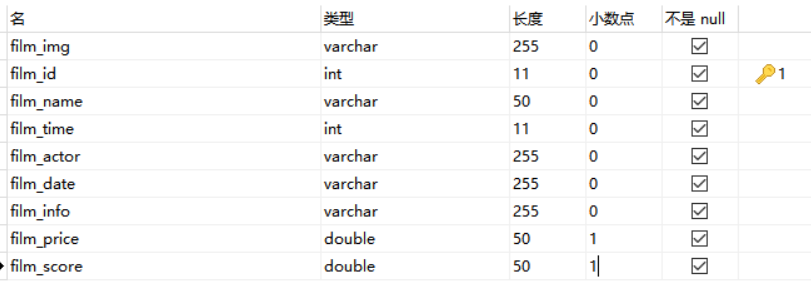 名 类型 长度 小数点 不是 null
film_img varchar 255 0
film_id int 11 0 1
film_name varchar 50 0
film_time int 11 0
film_actor varchar 255 0
film_date varchar 255 0
film_info varchar 255 0
film_price double 50 1
film_score double 50 1